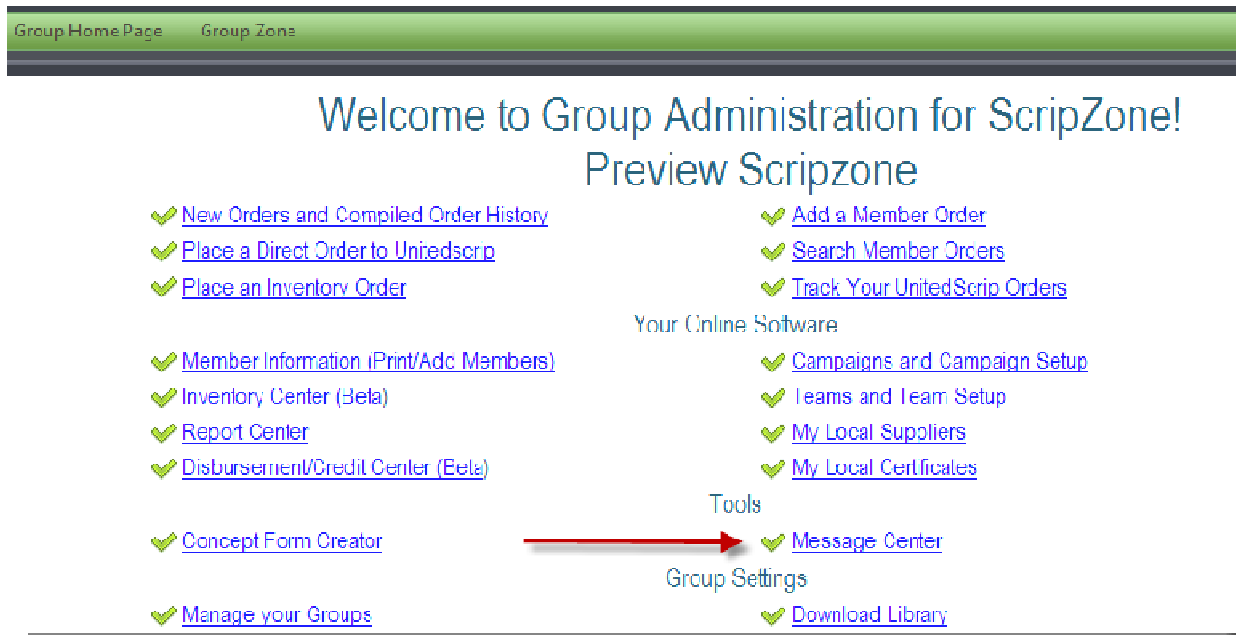 Group Home Page Group Zone
Welcome to Group Administration for ScripZone!
Preview Scripzone
New Orders and Compiled Order History Add a Member Order
Place a Direct Order to Unitedscrip Search Member Orders
Place an Inventory Order Track Your UnitedScrip Orders
Your Online Software
Member Information (Print/Add Members) Campaigns and Campaign Setup
Inventory Center (Beta) Teams and Team Setup
Report Center My Local Suppliers
Disbursement/Credit Center (Beta) My Local Certificates
Tools
Concept Form Creator Message Center
Group Settings
Manage your Groups Download Library